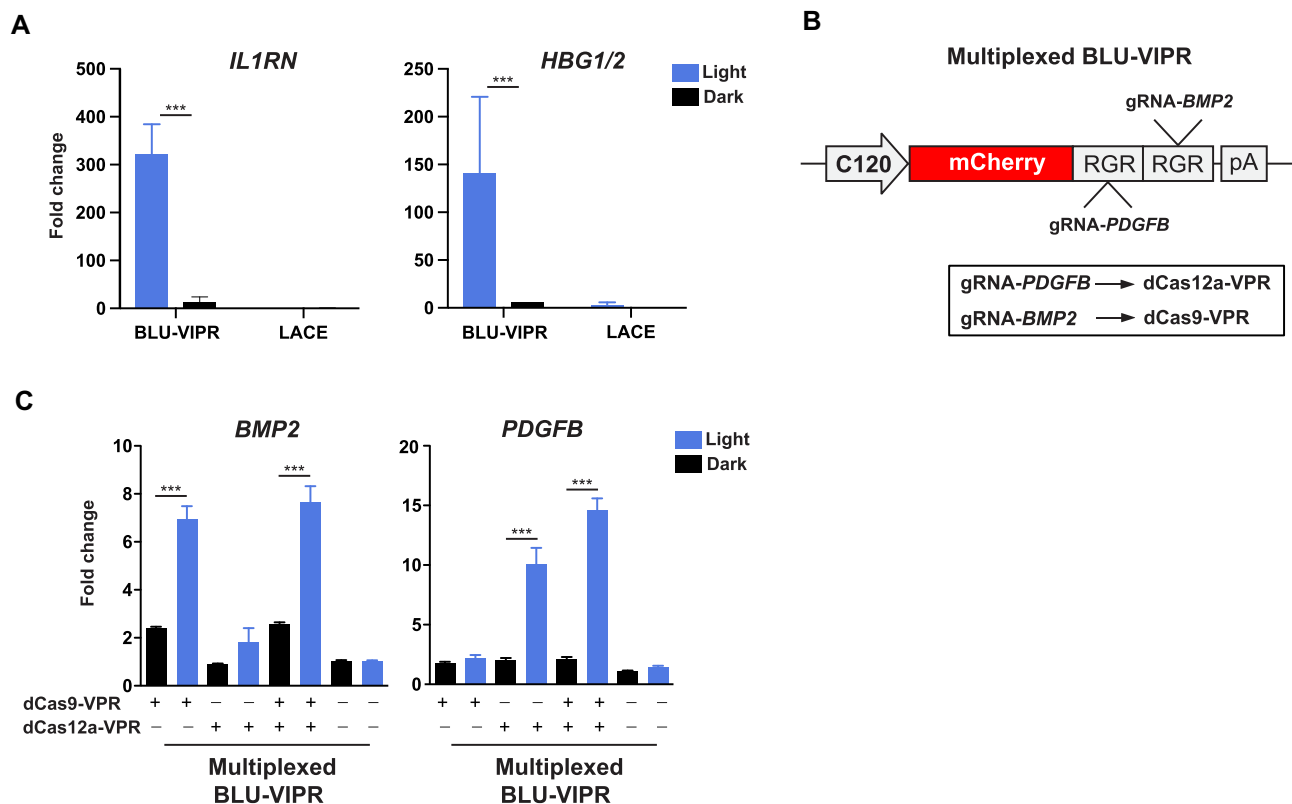 A
IL1RN
HBG1/2
Light
Dark
Fold change
500
400
300
200
100
0
***
BLU-VIPR
LACE
250
200
150
100
50
0
***
BLU-VIPR
LACE
B
Multiplexed BLU-VIPR
gRNA-BMP2
C120
mCherry
RGR
RGR
pA
gRNA-PDGFB
gRNA-PDGFB → dCas12a-VPR
gRNA-BMP2 → dCas9-VPR
C
BMP2
PDGFB
Light
Dark
Fold change
10
8
6
4
2
0
***
***
20
15
10
5
0
***
***
dCas9-VPR + + – – + + – – + + – – + + – –
dCas12a-VPR – – + + + + – – – – + + + + – –
Multiplexed
BLU-VIPR
Multiplexed
BLU-VIPR